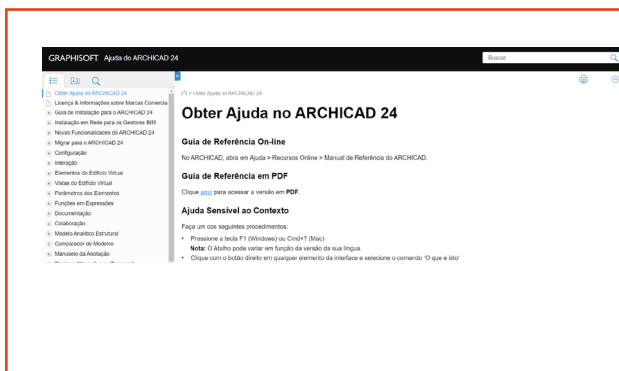 GRAPHISOFT. Ajuda do ARCHICAD 24
Buscar
Obter Ajuda no ARCHICAD 24
Licença & Informações sobre Marcas Comercia
Guia de Instalação para o ARCHICAD 24
Instalação em Rede para os Gestores BIM
Novas Funcionalidades do ARCHICAD 24
Migrar para o ARCHICAD 24
Configuração
Interação
Elementos do Edifício Virtual
Vistas do Edifício Virtual
Parâmetros dos Elementos
Funções em Expressões
Documentação
Colaboração
Modelo Analítico Estrutural
Comparador de Modelos
Manuseio da Anotação
> Obter Ajuda no ARCHICAD 24
Obter Ajuda no ARCHICAD 24
Guia de Referência On-line
No ARCHICAD, abra em Ajuda > Recursos Online > Manual de Referência do ARCHICAD.
Guia de Referência em PDF
Clique aqui para acessar a versão em PDF.
Ajuda Sensível ao Contexto
Faça um dos seguintes procedimentos:
• Pressione a tecla F1 (Windows) ou Cmd+? (Mac)
Nota: O Atalho pode variar em função da versão da sua língua.
• Clique com o botão direito em qualquer elemento da interface e selecione o comando 'O que é isto'